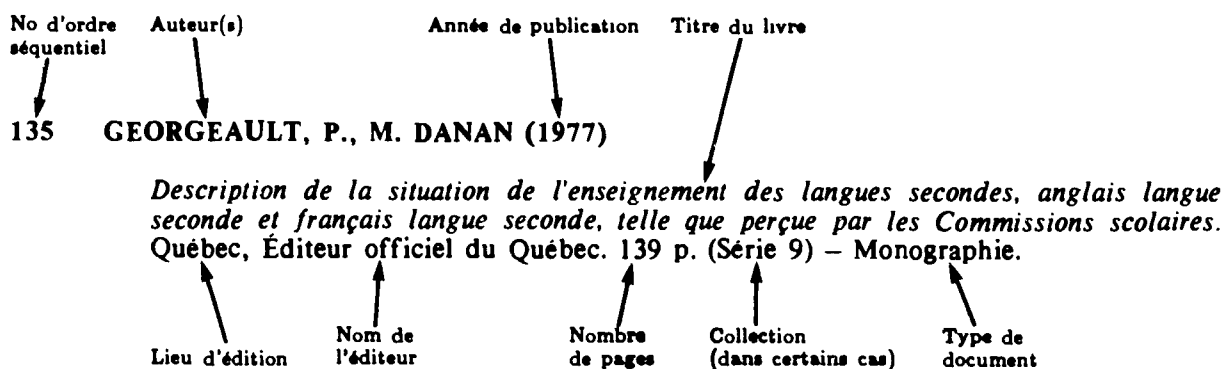 No d'ordre séquentiel Auteur(s) Année de publication Titre du livre
135 GEORGEAULT, P., M. DANAN (1977)
Description de la situation de l'enseignement des langues secondes, anglais langue
seconde et français langue seconde, telle que perçue par les Commissions scolaires.
Québec, Éditeur officiel du Québec. 139 p. (Série 9) – Monographie.
Lieu d'édition Nom de l'éditeur Nombre de pages Collection (dans certains cas) Type de document